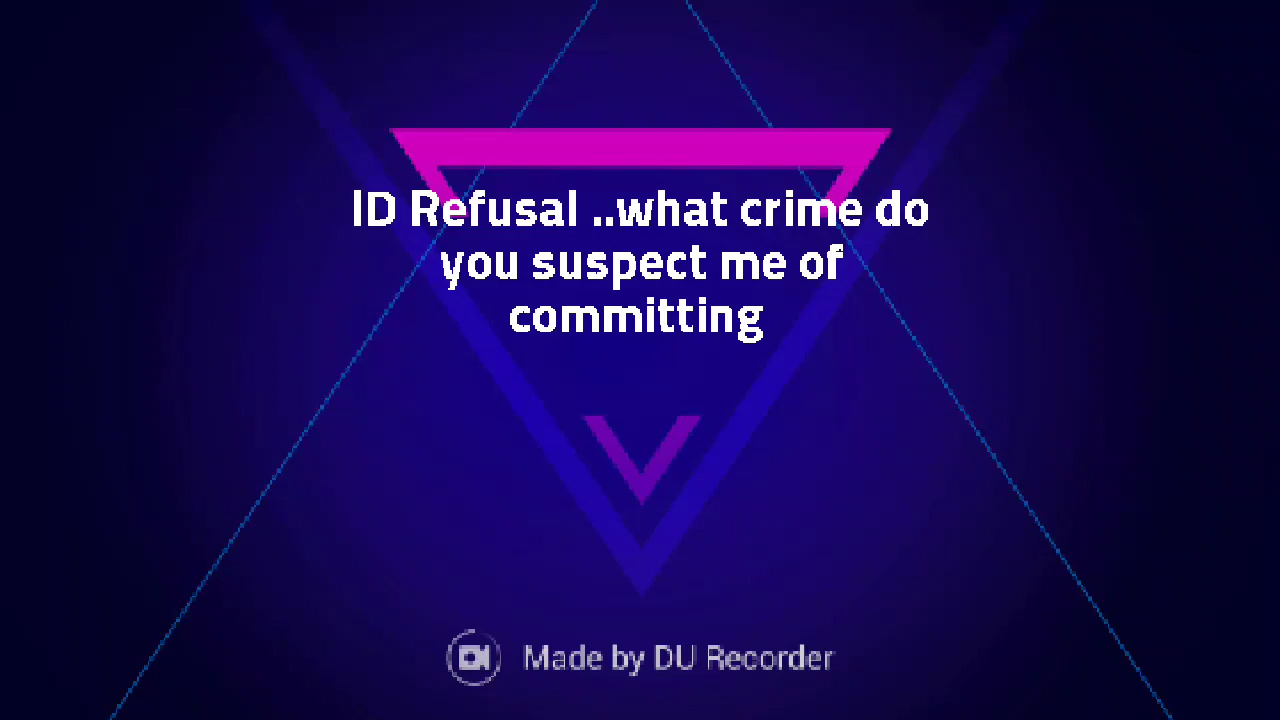 ID Refusal ..what crime do
you suspect me of
committing
Made by DU Recorder